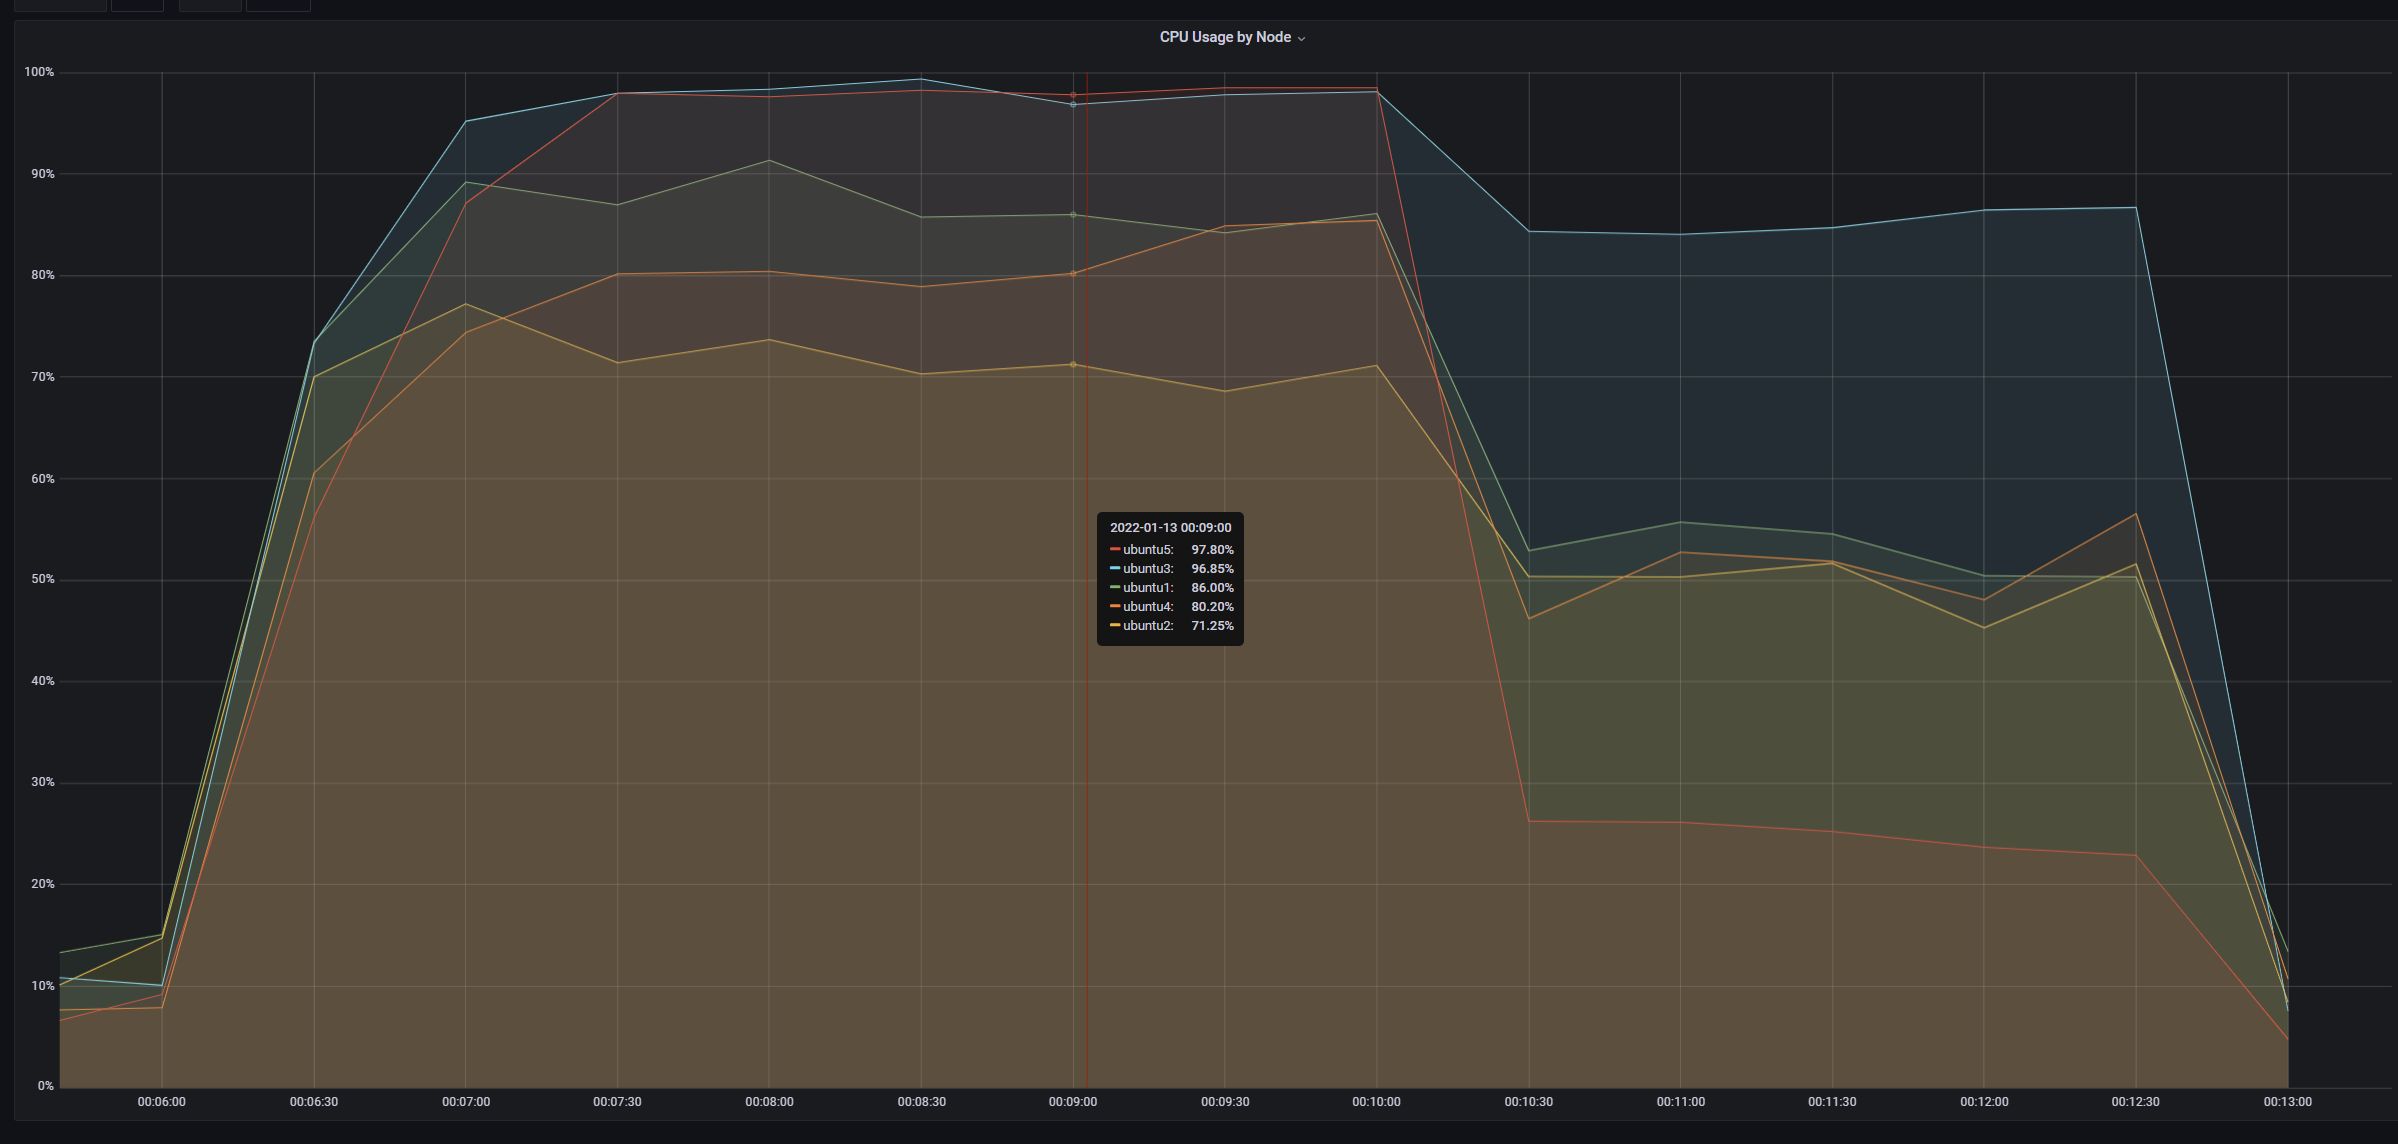 CPU Usage by Node
100%
90%
80%
70%
60%
50%
40%
30%
20%
10%
0%
2022-01-13 00:09:00
ubuntu5: 97.80%
ubuntu3: 96.85%
ubuntu1: 86.00%
ubuntu4: 80.20%
ubuntu2: 71.25%
00:06:00 00:06:30 00:07:00 00:07:30 00:08:00 00:08:30 00:09:00 00:09:30 00:10:00 00:10:30 00:11:00 00:11:30 00:12:00 00:12:30 00:13:00